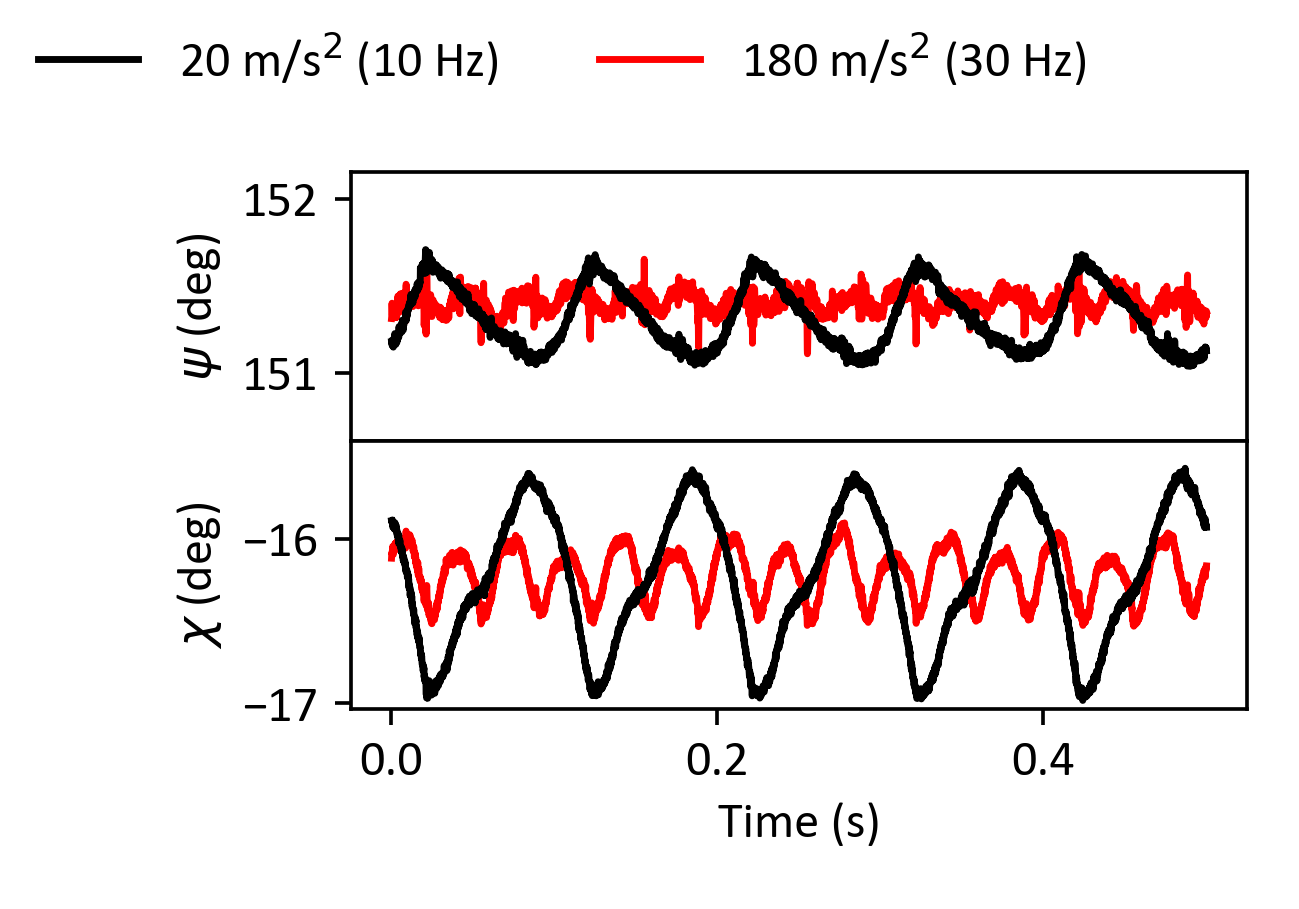 20 m/s² (10 Hz) 180 m/s² (30 Hz)
152
ψ (deg)
151
−16
χ (deg)
−17
0.0 0.2 0.4
Time (s)